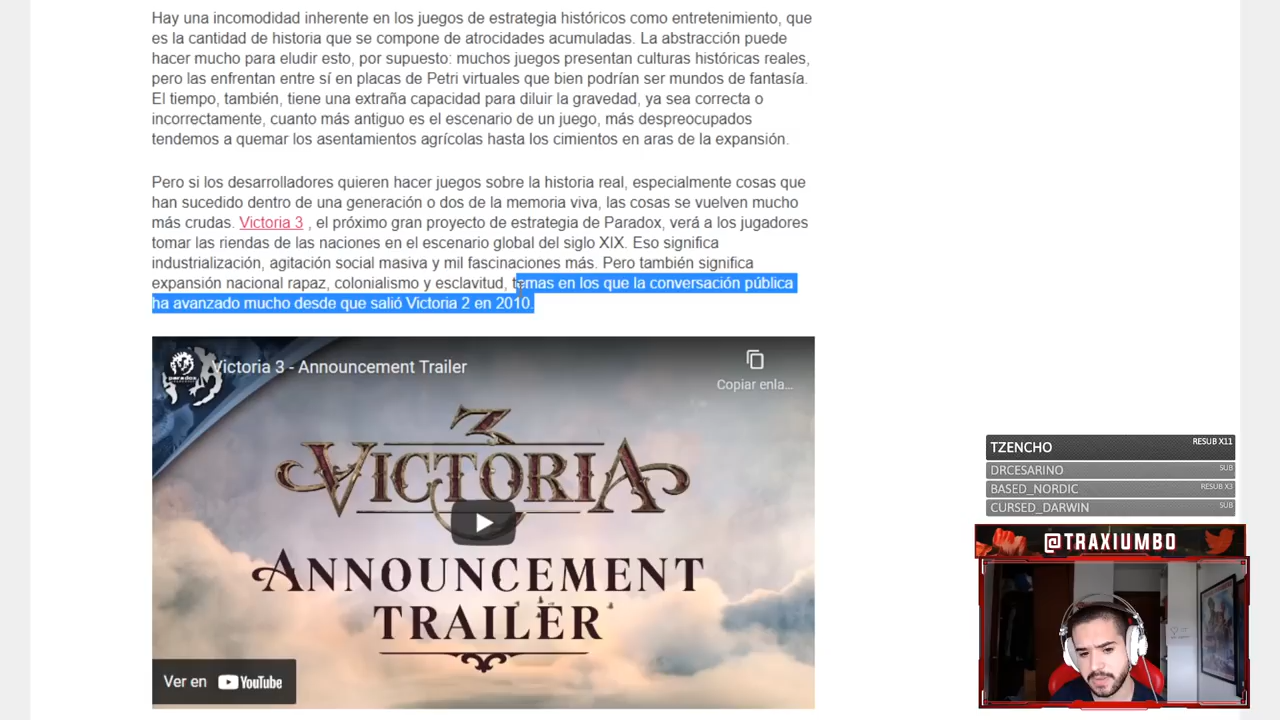 Hay una incomodidad inherente en los juegos de estrategia históricos como entretenimiento, que
es la cantidad de historia que se compone de atrocidades acumuladas. La abstracción puede
hacer mucho para eludir esto, por supuesto: muchos juegos presentan culturas históricas reales,
pero las enfrentan entre sí en placas de Petri virtuales que bien podrían ser mundos de fantasía.
El tiempo, también, tiene una extraña capacidad para diluir la gravedad, ya sea correcta o
incorrectamente, cuanto más antiguo es el escenario de un juego, más despreocupados
tendemos a quemar los asentamientos agrícolas hasta los cimientos en aras de la expansión.
Pero si los desarrolladores quieren hacer juegos sobre la historia real, especialmente cosas que
han sucedido dentro de una generación o dos de la memoria viva, las cosas se vuelven mucho
más crudas. Victoria 3 , el próximo gran proyecto de estrategia de Paradox, verá a los jugadores
tomar las riendas de las naciones en el escenario global del siglo XIX. Eso significa
industrialización, agitación social masiva y mil fascinaciones más. Pero también significa
expansión nacional rapaz, colonialismo y esclavitud, temas en los que la conversación pública
ha avanzado mucho desde que salió Victoria 2 en 2010.
Victoria 3 - Announcement Trailer
Copiar enla...
3
VICTORIA
ANNOUNCEMENT
TRAILER
Ver en YouTube
TZENCHO RESUB X11
DRCESARINO SUB
BASED_NORDIC RESUB X3
CURSED_DARWIN SUB
@TRAXIUMBO